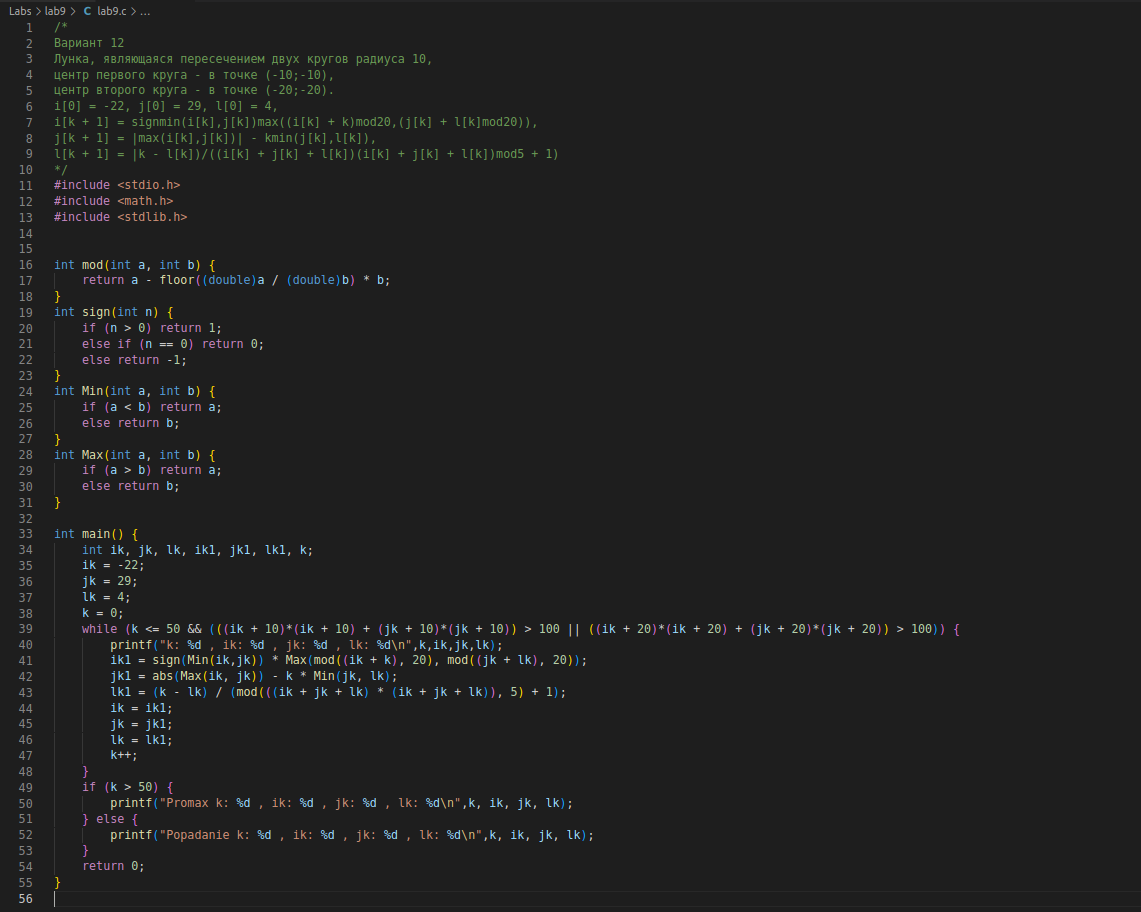 Labs > lab9 > C lab9.c > ...
1 /*
2 Вариант 12
3 Лунка, являющаяся пересечением двух кругов радиуса 10,
4 центр первого круга - в точке (-10;-10),
5 центр второго круга - в точке (-20;-20).
6 i[0] = -22, j[0] = 29, l[0] = 4,
7 i[k + 1] = signmin(i[k],j[k])max((i[k] + k)mod20,(j[k] + l[k]mod20)),
8 j[k + 1] = |max(i[k],j[k])| - kmin(j[k],l[k]),
9 l[k + 1] = |k - l[k])/((i[k] + j[k] + l[k])(i[k] + j[k] + l[k])mod5 + 1)
10 */
11 #include <stdio.h>
12 #include <math.h>
13 #include <stdlib.h>
14
15
16 int mod(int a, int b) {
17     return a - floor((double)a / (double)b) * b;
18 }
19 int sign(int n) {
20     if (n > 0) return 1;
21     else if (n == 0) return 0;
22     else return -1;
23 }
24 int Min(int a, int b) {
25     if (a < b) return a;
26     else return b;
27 }
28 int Max(int a, int b) {
29     if (a > b) return a;
30     else return b;
31 }
32
33 int main() {
34     int ik, jk, lk, ik1, jk1, lk1, k;
35     ik = -22;
36     jk = 29;
37     lk = 4;
38     k = 0;
39     while (k <= 50 && (((ik + 10)*(ik + 10) + (jk + 10)*(jk + 10)) > 100 || ((ik + 20)*(ik + 20) + (jk + 20)*(jk + 20)) > 100)) {
40         printf("k: %d , ik: %d , jk: %d , lk: %d\n",k,ik,jk,lk);
41         ik1 = sign(Min(ik,jk)) * Max(mod((ik + k), 20), mod((jk + lk), 20));
42         jk1 = abs(Max(ik, jk)) - k * Min(jk, lk);
43         lk1 = (k - lk) / (mod(((ik + jk + lk) * (ik + jk + lk)), 5) + 1);
44         ik = ik1;
45         jk = jk1;
46         lk = lk1;
47         k++;
48     }
49     if (k > 50) {
50         printf("Promax k: %d , ik: %d , jk: %d , lk: %d\n",k, ik, jk, lk);
51     } else {
52         printf("Popadanie k: %d , ik: %d , jk: %d , lk: %d\n",k, ik, jk, lk);
53     }
54     return 0;
55 }
56